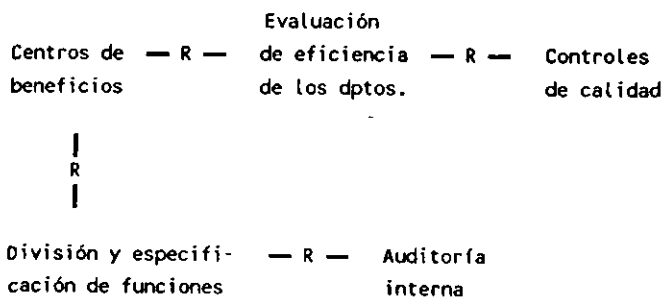 Evaluación
Centros de — R — de eficiencia — R — Controles
beneficios de los dptos. de calidad
R
División y especifi- — R — Auditoría
cación de funciones interna